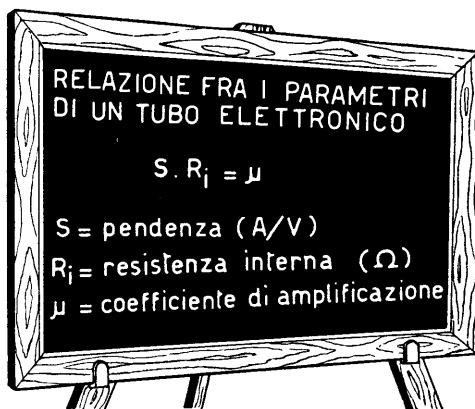 RELAZIONE FRA I PARAMETRI
DI UN TUBO ELETTRONICO
S. Ri = μ
S = pendenza (A/V)
Ri = resistenza interna (Ω)
μ = coefficiente di amplificazione